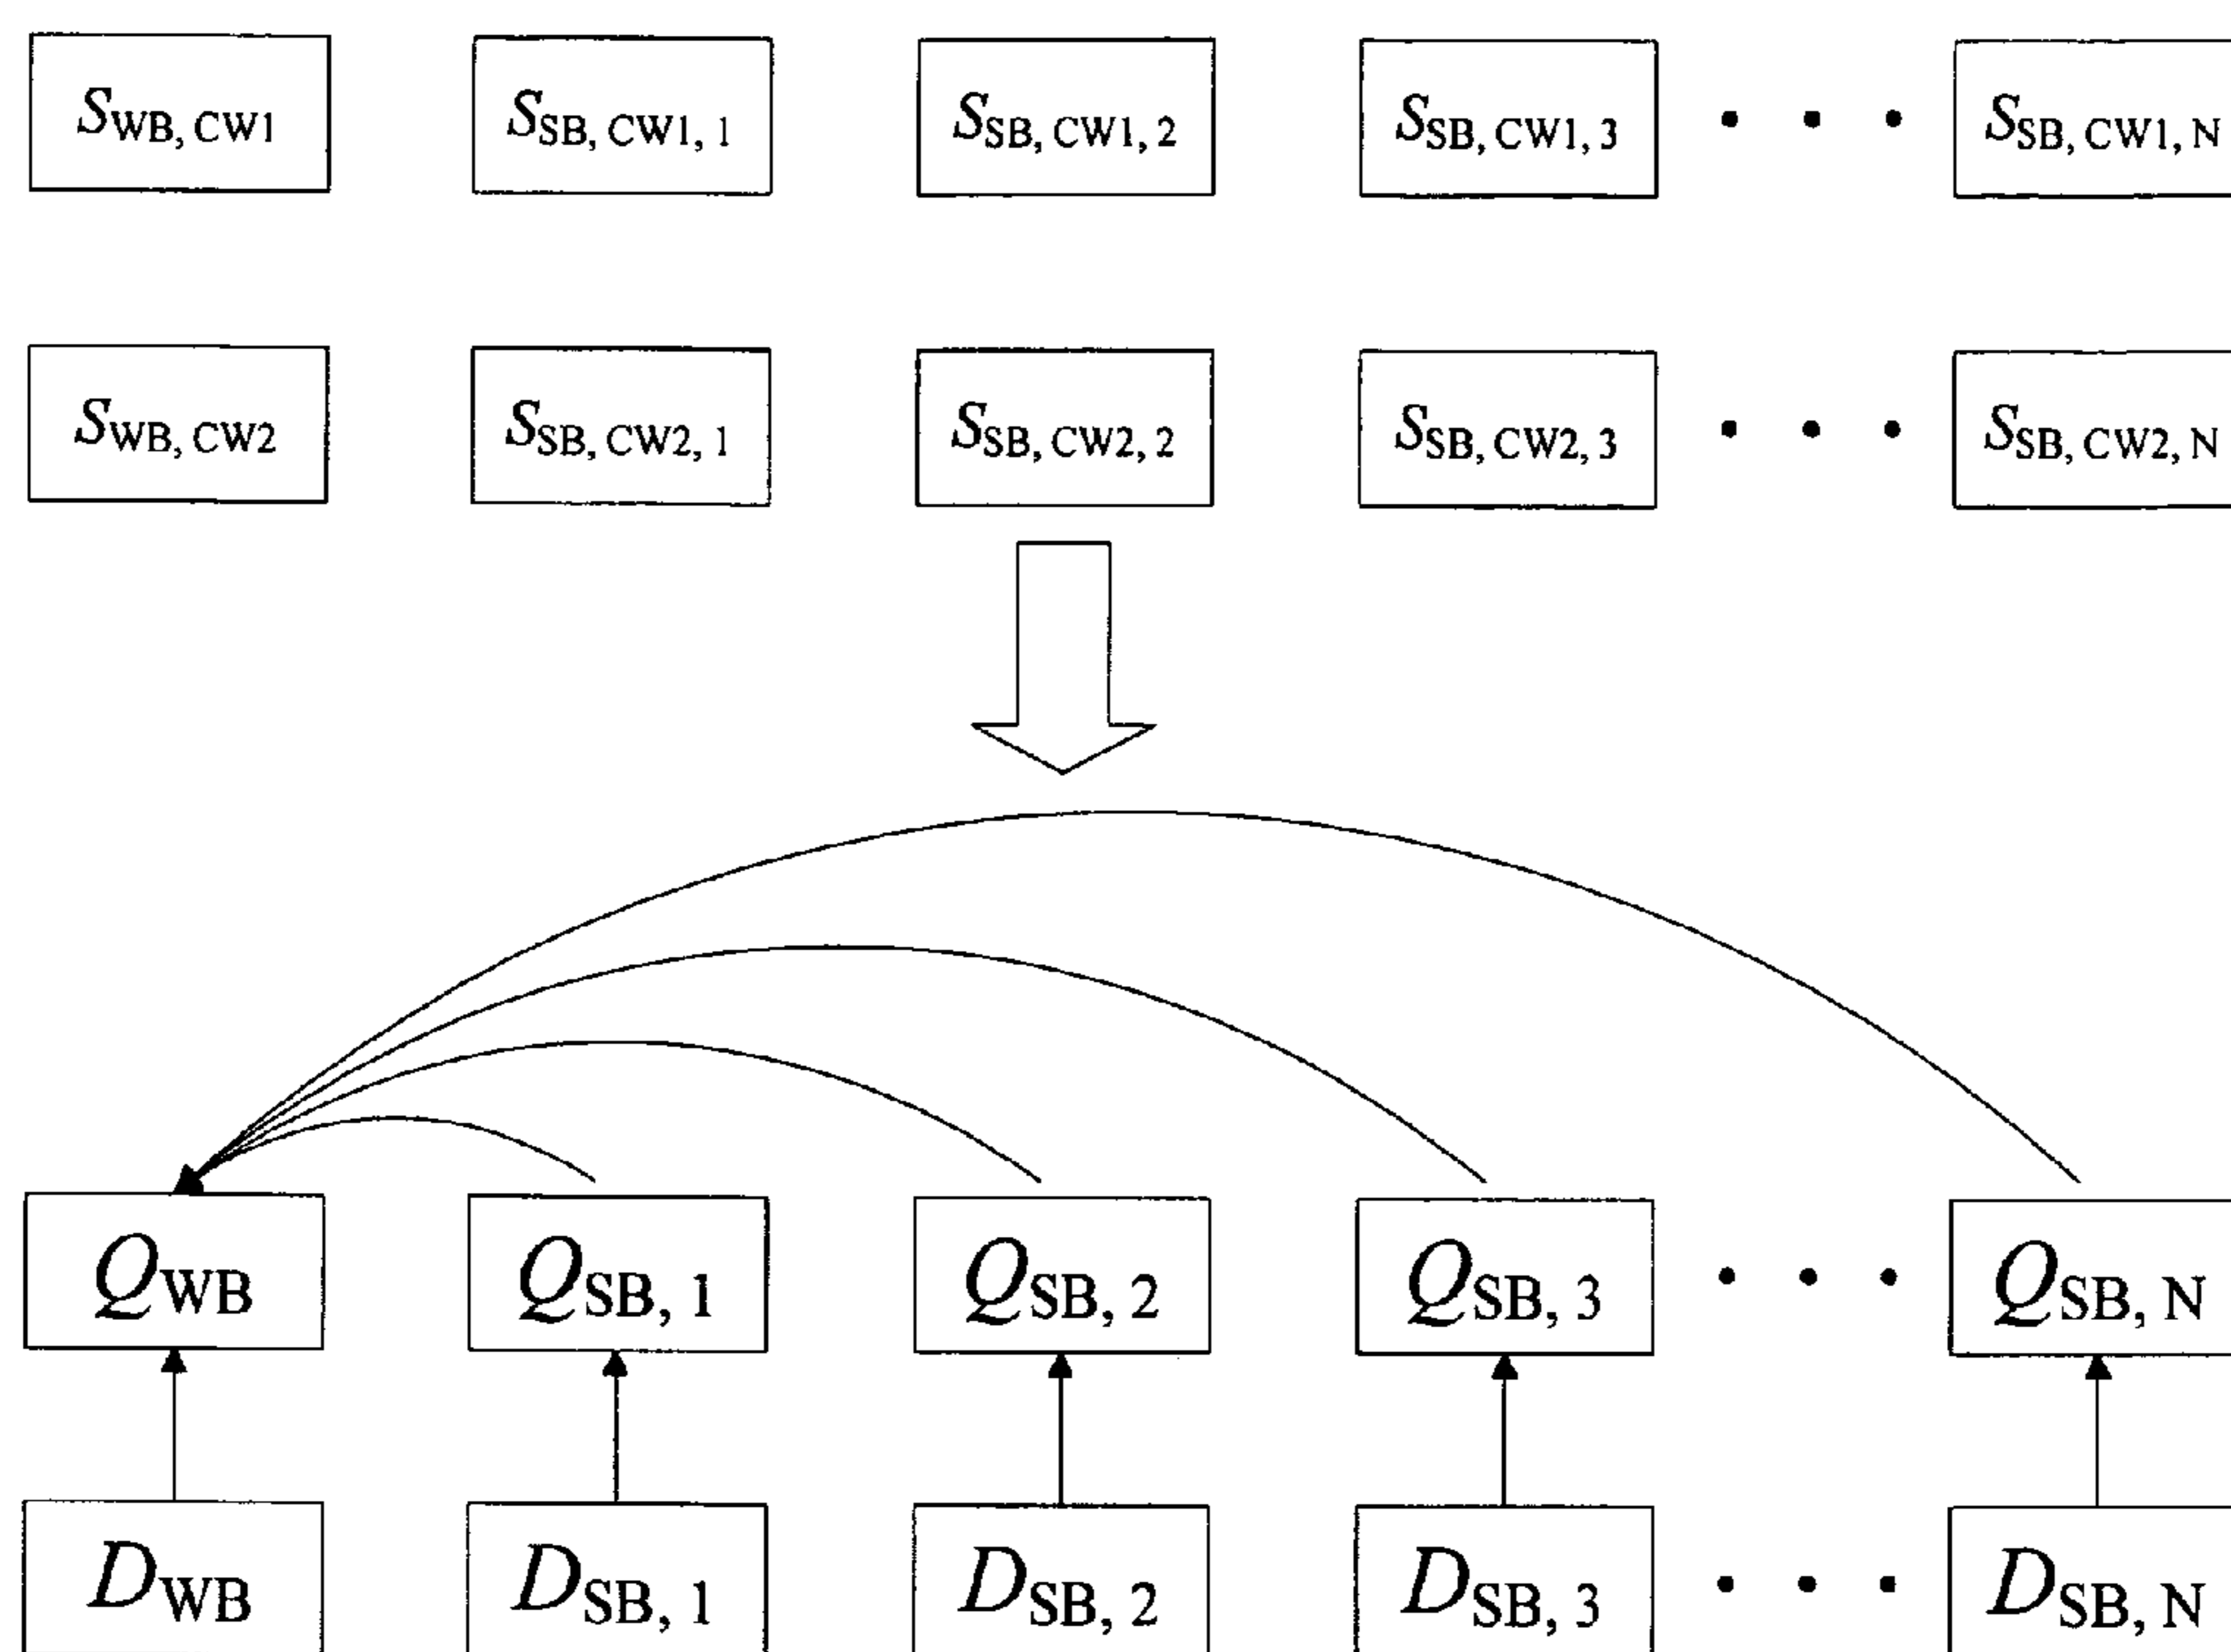 SWB, CW1 SSB, CW1, 1 SSB, CW1, 2 SSB, CW1, 3 • • • SSB, CW1, N
SWB, CW2 SSB, CW2, 1 SSB, CW2, 2 SSB, CW2, 3 • • • SSB, CW2, N
QWB QSB, 1 QSB, 2 QSB, 3 • • • QSB, N
DWB DSB, 1 DSB, 2 DSB, 3 • • • DSB, N